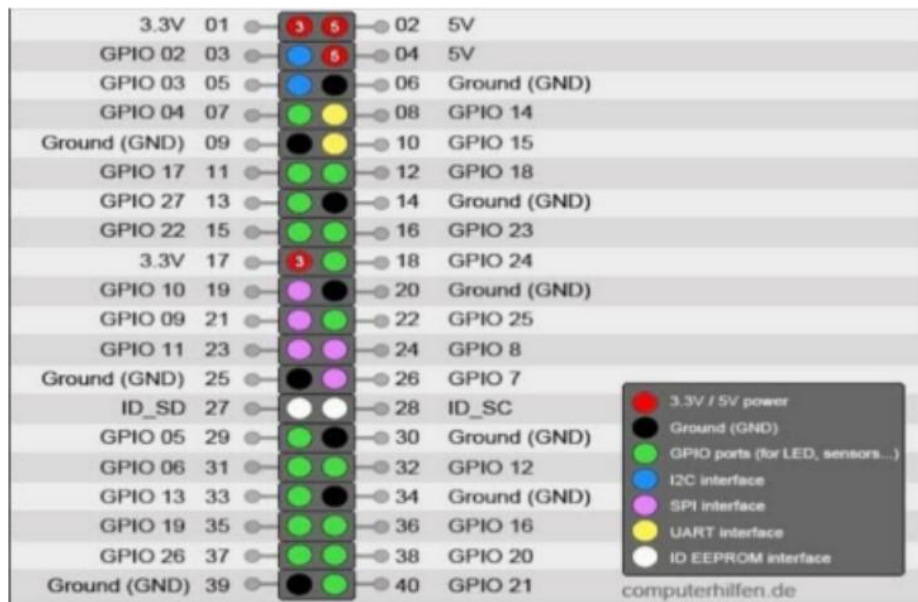 3.3V 01 3 5 02 5V
GPIO 02 03 5 04 5V
GPIO 03 05 06 Ground (GND)
GPIO 04 07 08 GPIO 14
Ground (GND) 09 10 GPIO 15
GPIO 17 11 12 GPIO 18
GPIO 27 13 14 Ground (GND)
GPIO 22 15 16 GPIO 23
3.3V 17 3 18 GPIO 24
GPIO 10 19 20 Ground (GND)
GPIO 09 21 22 GPIO 25
GPIO 11 23 24 GPIO 8
Ground (GND) 25 26 GPIO 7
ID_SD 27 28 ID_SC
GPIO 05 29 30 Ground (GND)
GPIO 06 31 32 GPIO 12
GPIO 13 33 34 Ground (GND)
GPIO 19 35 36 GPIO 16
GPIO 26 37 38 GPIO 20
Ground (GND) 39 40 GPIO 21
3.3V / 5V power
Ground (GND)
GPIO ports (for LED, sensors...)
I2C interface
SPI interface
UART interface
ID EEPROM interface
computerhilfen.de